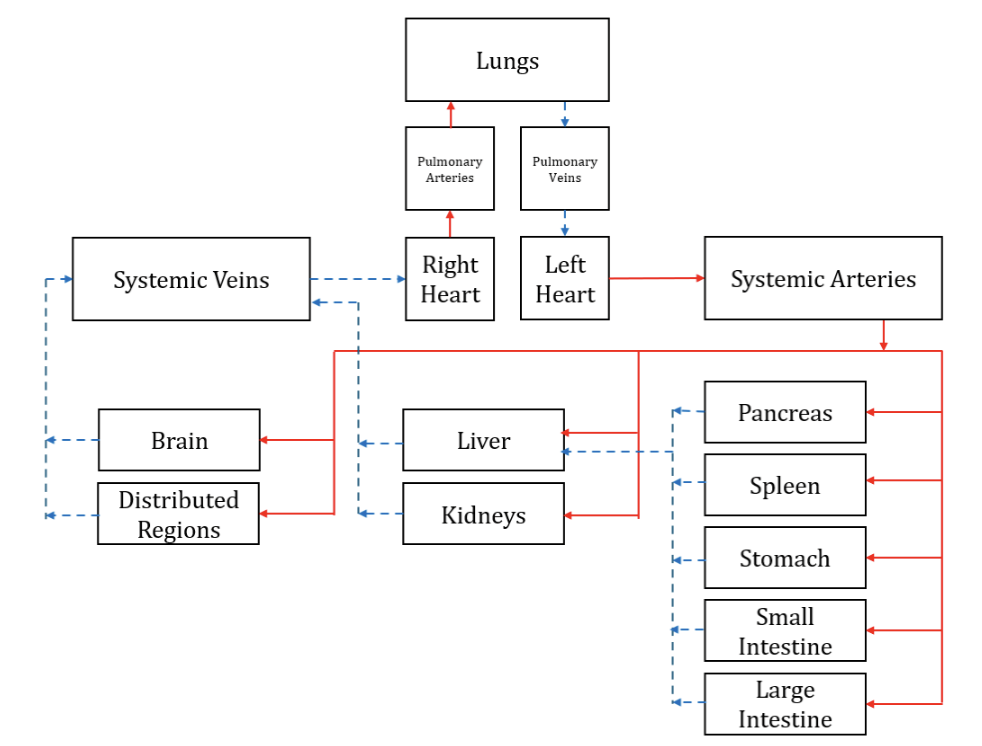 Lungs
Pulmonary
Arteries
Pulmonary
Veins
Systemic Veins
Right
Heart
Left
Heart
Systemic Arteries
Brain
Distributed
Regions
Liver
Kidneys
Pancreas
Spleen
Stomach
Small
Intestine
Large
Intestine